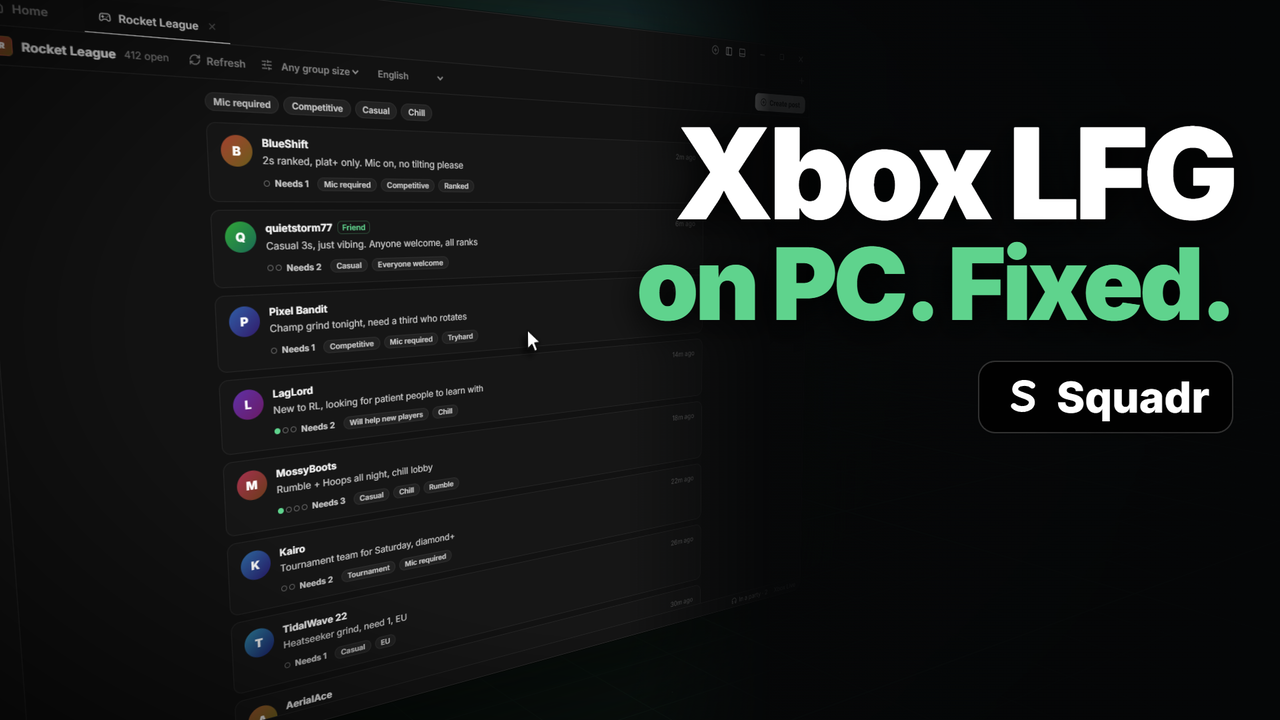 Home
Rocket League
R
Rocket League 412 open Refresh Any group size English
Create post
Mic required Competitive Casual Chill
B
BlueShift
2m ago
2s ranked, plat+ only. Mic on, no tilting please
Needs 1 Mic required Competitive Ranked
Q
quietstorm77 Friend
Casual 3s, just vibing. Anyone welcome, all ranks
Needs 2 Casual Everyone welcome
P
Pixel Bandit
Champ grind tonight, need a third who rotates
Needs 1 Competitive Mic required Tryhard
L
LagLord
14m ago
New to RL, looking for patient people to learn with
Needs 2 Will help new players Chill
M
MossyBoots
Rumble + Hoops all night, chill lobby
Needs 3 Casual Chill Rumble
K
Kairo
22m ago
Tournament team for Saturday, diamond+
Needs 2 Tournament Mic required
T
TidalWave 22
Heatseeker grind, need 1, EU
Needs 1 Casual EU
AerialAce
Xbox LFG
on PC. Fixed.
S Squadr